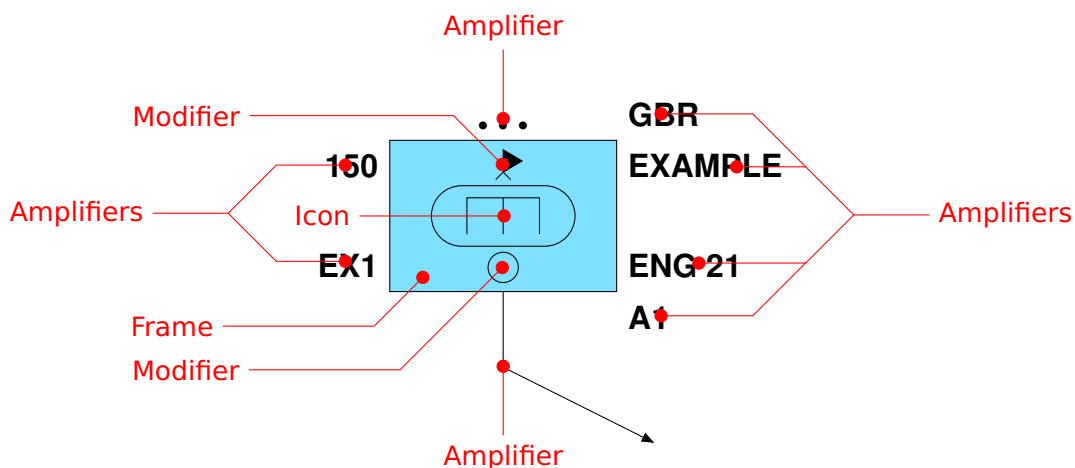 Amplifier
Modifier
GBR
150
EXAMPLE
Amplifiers
Icon
Amplifiers
EX1
ENG 21
A1
Frame
Modifier
Amplifier